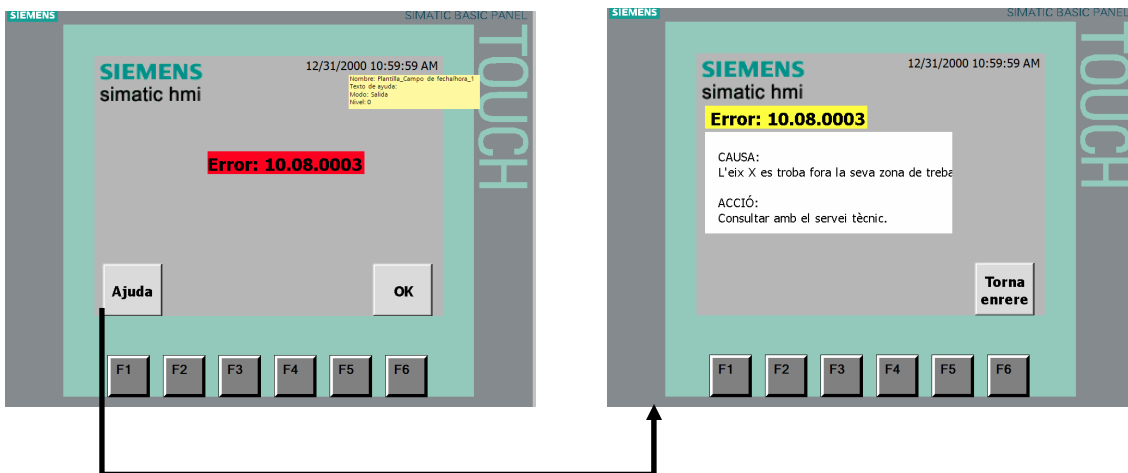 SIEMENS
SIMATIC BASIC PANEL
TOUCH
SIEMENS
simatic hmi
12/31/2000 10:59:59 AM
Nombre: Plantilla_Campo de fecha/hora_1
Texto de ayuda:
Modo: Salida
Nivel: 0
Error: 10.08.0003
Ajuda
OK
F1 F2 F3 F4 F5 F6
SIEMENS
SIMATIC BASIC PANEL
TOUCH
SIEMENS
simatic hmi
12/31/2000 10:59:59 AM
Error: 10.08.0003
CAUSA:
L'eix X es troba fora la seva zona de treba
ACCIÓ:
Consultar amb el servei tècnic.
Torna
enrere
F1 F2 F3 F4 F5 F6